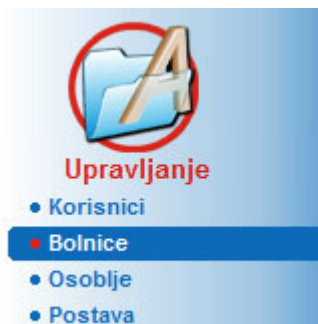 Upravljanje
Korisnici
Bolnice
Osoblje
Postava